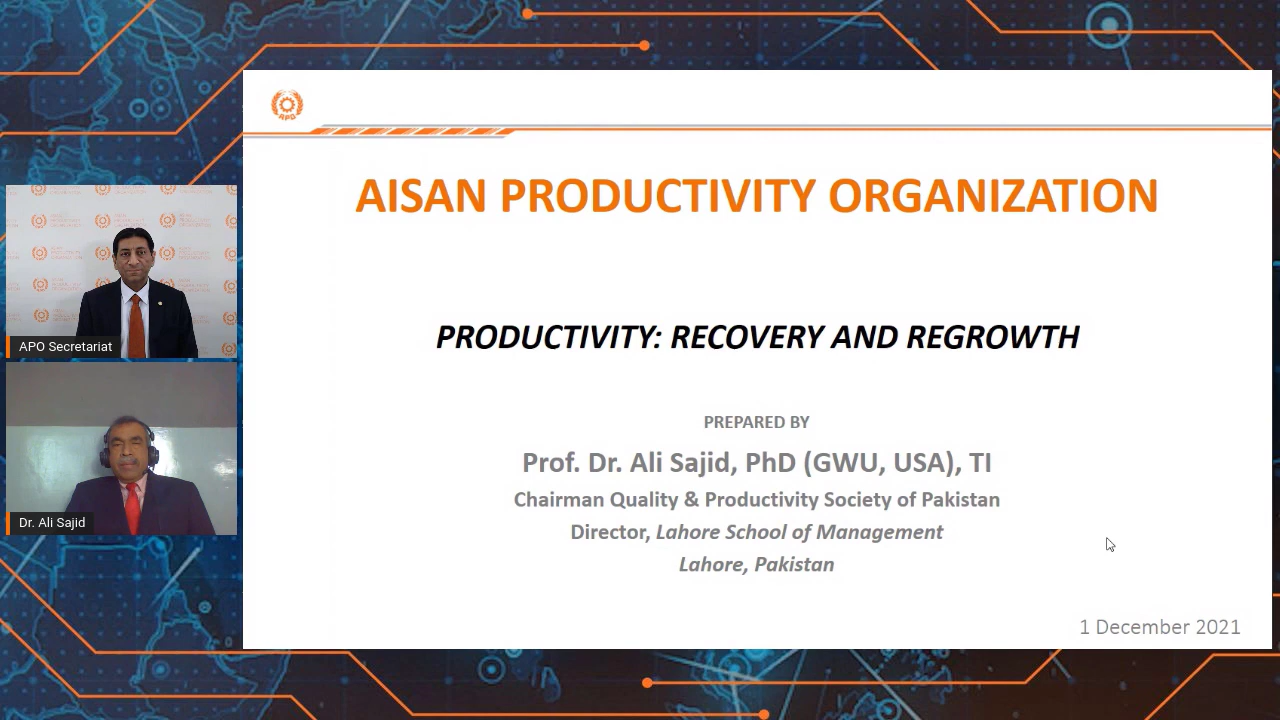 APO
AISAN PRODUCTIVITY ORGANIZATION
PRODUCTIVITY: RECOVERY AND REGROWTH
PREPARED BY
Prof. Dr. Ali Sajid, PhD (GWU, USA), TI
Chairman Quality & Productivity Society of Pakistan
Director, Lahore School of Management
Lahore, Pakistan
1 December 2021
APO Secretariat
Dr. Ali Sajid